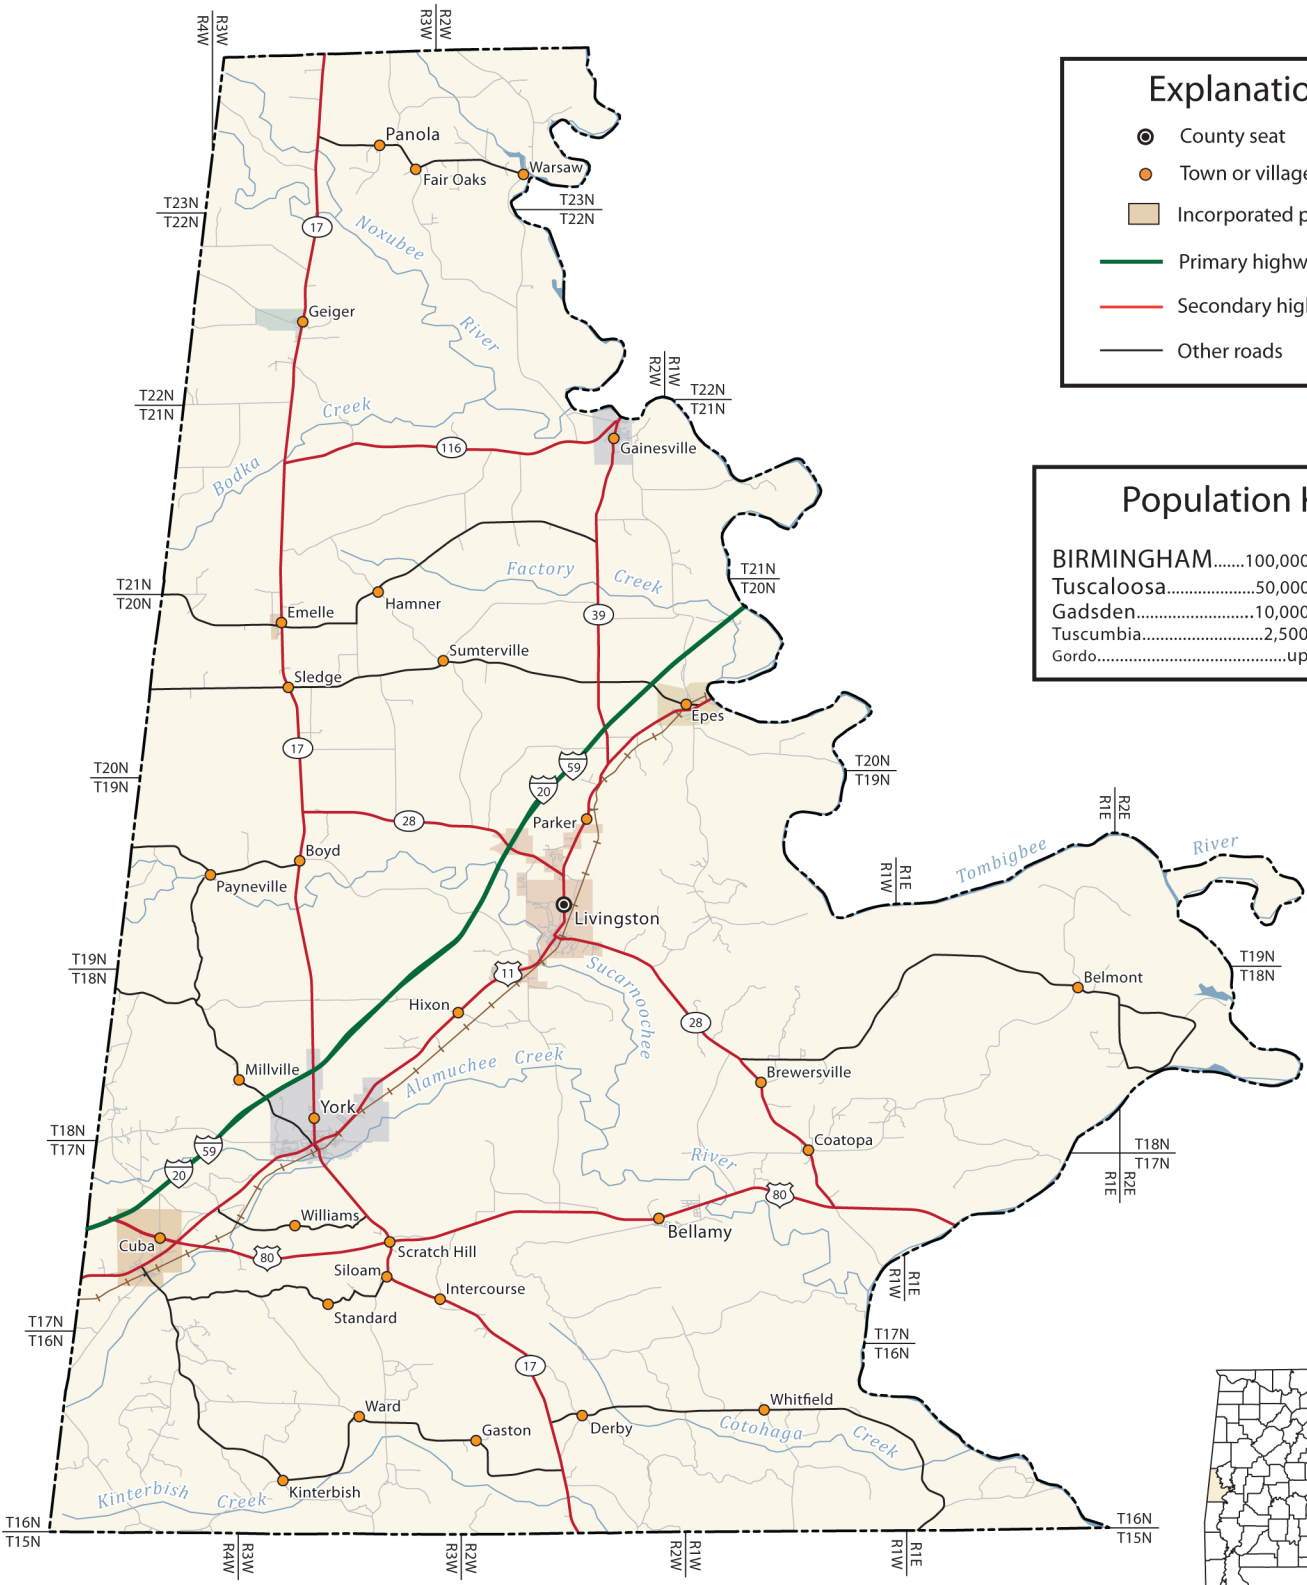 R4W
R3W
R3W
R2W
Explanatio
County seat
Town or village
Incorporated p
Primary highw
Secondary hig
Other roads
Panola
Fair Oaks
Warsaw
T23N
T22N
T23N
T22N
17
Noxubee
River
Geiger
R2W
R1W
T22N
T21N
T22N
T21N
Creek
Bodka
116
Gainesville
Population
BIRMINGHAM.......100,000
Tuscaloosa.....................50,000
Gadsden.........................10,000
Tuscumbia.......................2,500
Gordo........................................up
Factory
Creek
T21N
T20N
T21N
T20N
Hamner
Emelle
39
Sumterville
Sledge
Epes
17
59
20
T20N
T19N
T20N
T19N
28
Parker
R1E
R2E
Boyd
Payneville
Tombigbee
River
R1W
R1E
Livingston
T19N
T18N
T19N
T18N
11
Sucarnoochee
Belmont
Hixon
28
Alamuchee Creek
Millville
Brewersville
York
T18N
T17N
59
20
Coatopa
T18N
T17N
R1E
R2E
River
80
Williams
Bellamy
Cuba
80
Scratch Hill
Siloam
Intercourse
Standard
R1W
R1E
T17N
T16N
T17N
T16N
17
Ward
Gaston
Derby
Whitfield
Cotohaga
Creek
Kinterbish
Kinterbish
Creek
T16N
T15N
T16N
T15N
R4W
R3W
R3W
R2W
R2W
R1W
R1W
R1E